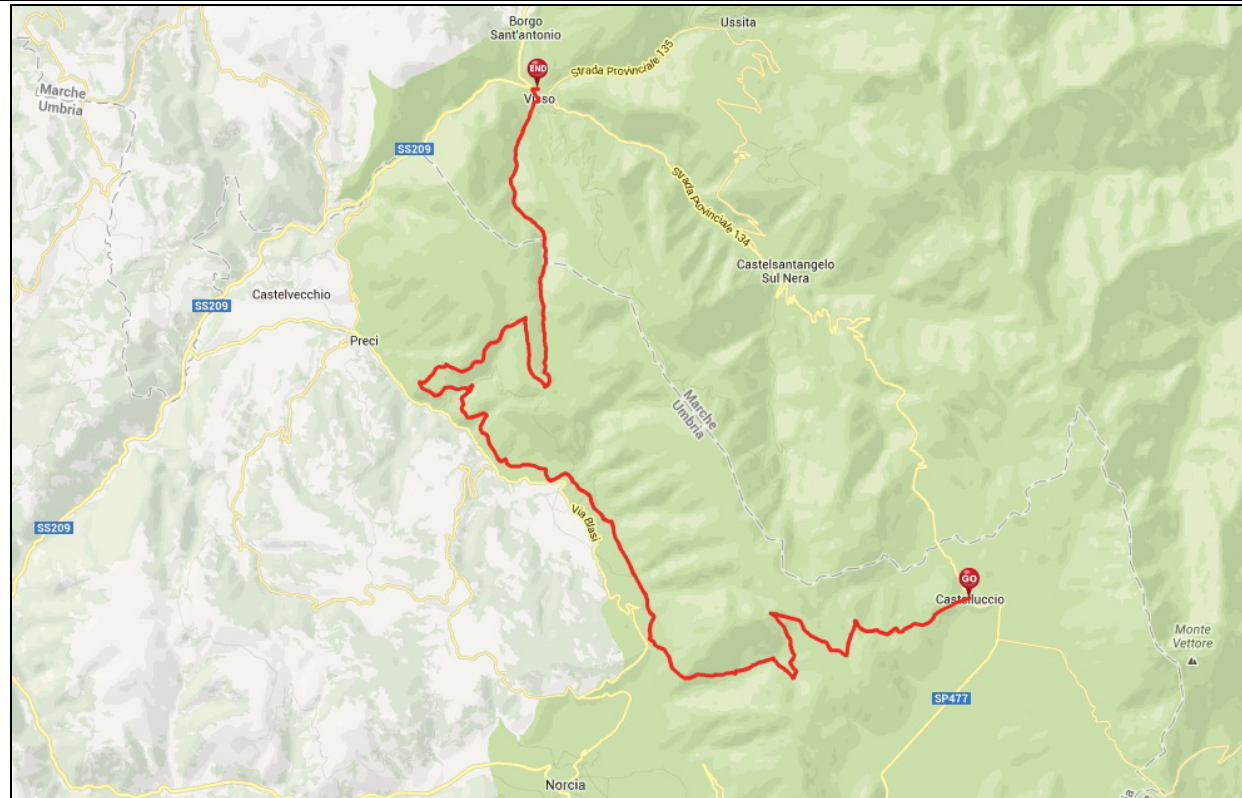 Borgo
Sant'antonio
Ussita
Strada Provinciale 135
Marche
Umbria
END
Visso
SS209
Strada Provinciale 134
Castelsantangelo
Sul Nera
Castelvecchio
SS209
Preci
Marche
Umbria
Via Blasi
SS209
GO
Castelluccio
Monte
Vettore
SP477
Norcia